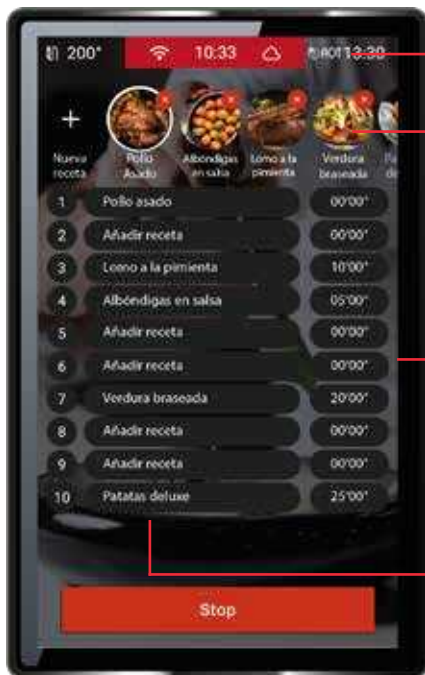 200° 10:33
+
Nueva receta
Pollo Asado
Albóndigas en salsa
Lomo a la pimienta
Verdura braseada
1 Pollo asado 00'00"
2 Añadir receta 00'00"
3 Lomo a la pimienta 10'00"
4 Albóndigas en salsa 05'00"
5 Añadir receta 00'00"
6 Añadir receta 00'00"
7 Verdura braseada 20'00"
8 Añadir receta 00'00"
9 Añadir receta 00'00"
10 Patatas deluxe 25'00"
Stop